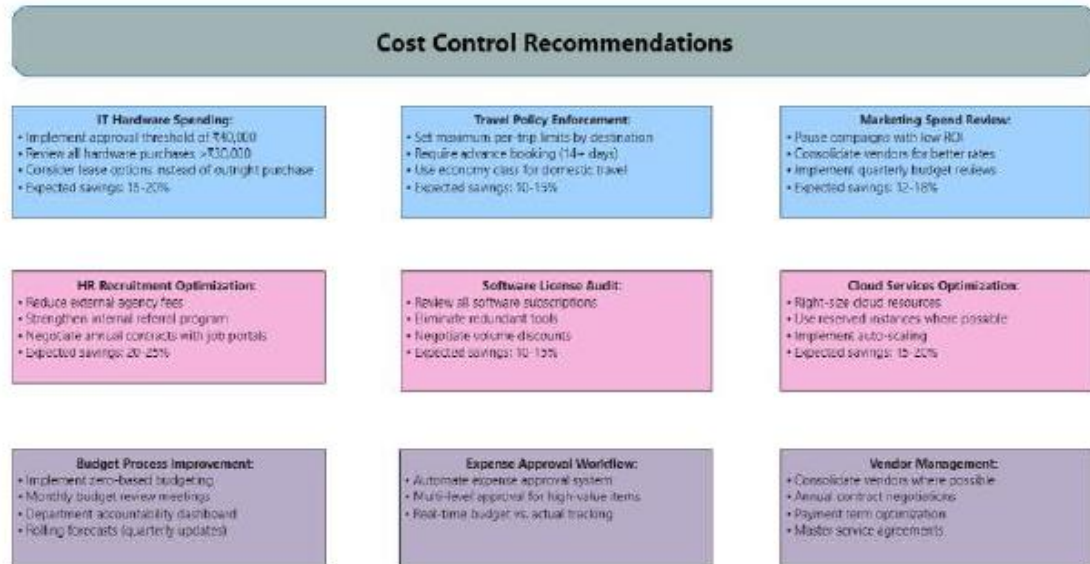 Cost Control Recommendations
IT Hardware Spending:
• Implement approval threshold of ₹40,000
• Review all hardware purchases >₹30,000
• Consider lease options instead of outright purchase
• Expected savings: 15-20%
Travel Policy Enforcement:
• Set maximum per-trip limits by destination
• Require advance booking (14+ days)
• Use economy class for domestic travel
• Expected savings: 10-15%
Marketing Spend Review:
• Pause campaigns with low ROI
• Consolidate vendors for better rates
• Implement quarterly budget reviews
• Expected savings: 12-18%
HR Recruitment Optimization:
• Reduce external agency fees
• Strengthen internal referral program
• Negotiate annual contracts with job portals
• Expected savings: 20-25%
Software License Audit:
• Review all software subscriptions
• Eliminate redundant tools
• Negotiate volume discounts
• Expected savings: 10-15%
Cloud Services Optimization:
• Right-size cloud resources
• Use reserved instances where possible
• Implement auto-scaling
• Expected savings: 15-20%
Budget Process Improvement:
• Implement zero-based budgeting
• Monthly budget review meetings
• Department accountability dashboard
• Rolling forecasts (quarterly updates)
Expense Approval Workflow:
• Automate expense approval system
• Multi-level approval for high-value items
• Real-time budget vs. actual tracking
Vendor Management:
• Consolidate vendors where possible
• Annual contract negotiations
• Payment term optimization
• Master service agreements